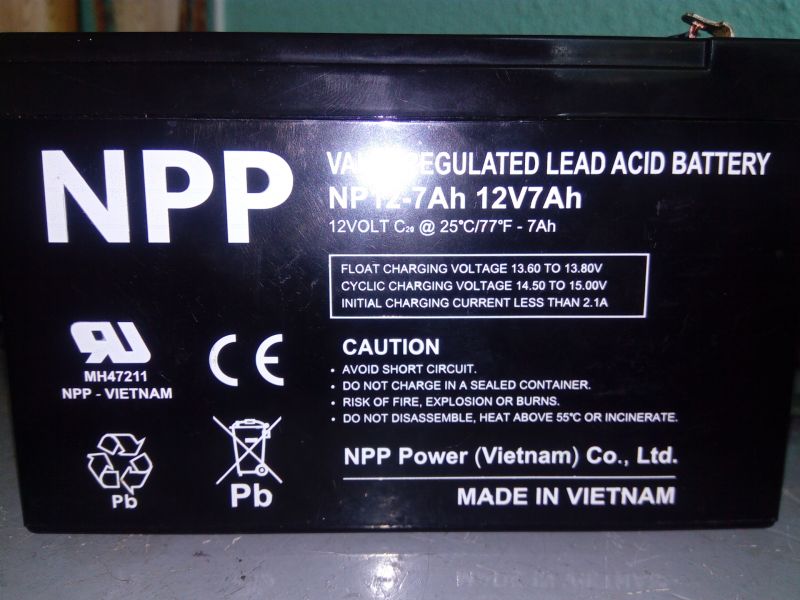 NPP
VALVE REGULATED LEAD ACID BATTERY
NP12-7Ah 12V7Ah
12VOLT C₂₀ @ 25°C/77°F - 7Ah
FLOAT CHARGING VOLTAGE 13.60 TO 13.80V
CYCLIC CHARGING VOLTAGE 14.50 TO 15.00V
INITIAL CHARGING CURRENT LESS THAN 2.1A
CAUTION
• AVOID SHORT CIRCUIT.
• DO NOT CHARGE IN A SEALED CONTAINER.
• RISK OF FIRE, EXPLOSION OR BURNS.
• DO NOT DISASSEMBLE, HEAT ABOVE 55°C OR INCINERATE.
MH47211
NPP - VIETNAM
CE
Pb
Pb
NPP Power (Vietnam) Co., Ltd.
MADE IN VIETNAM